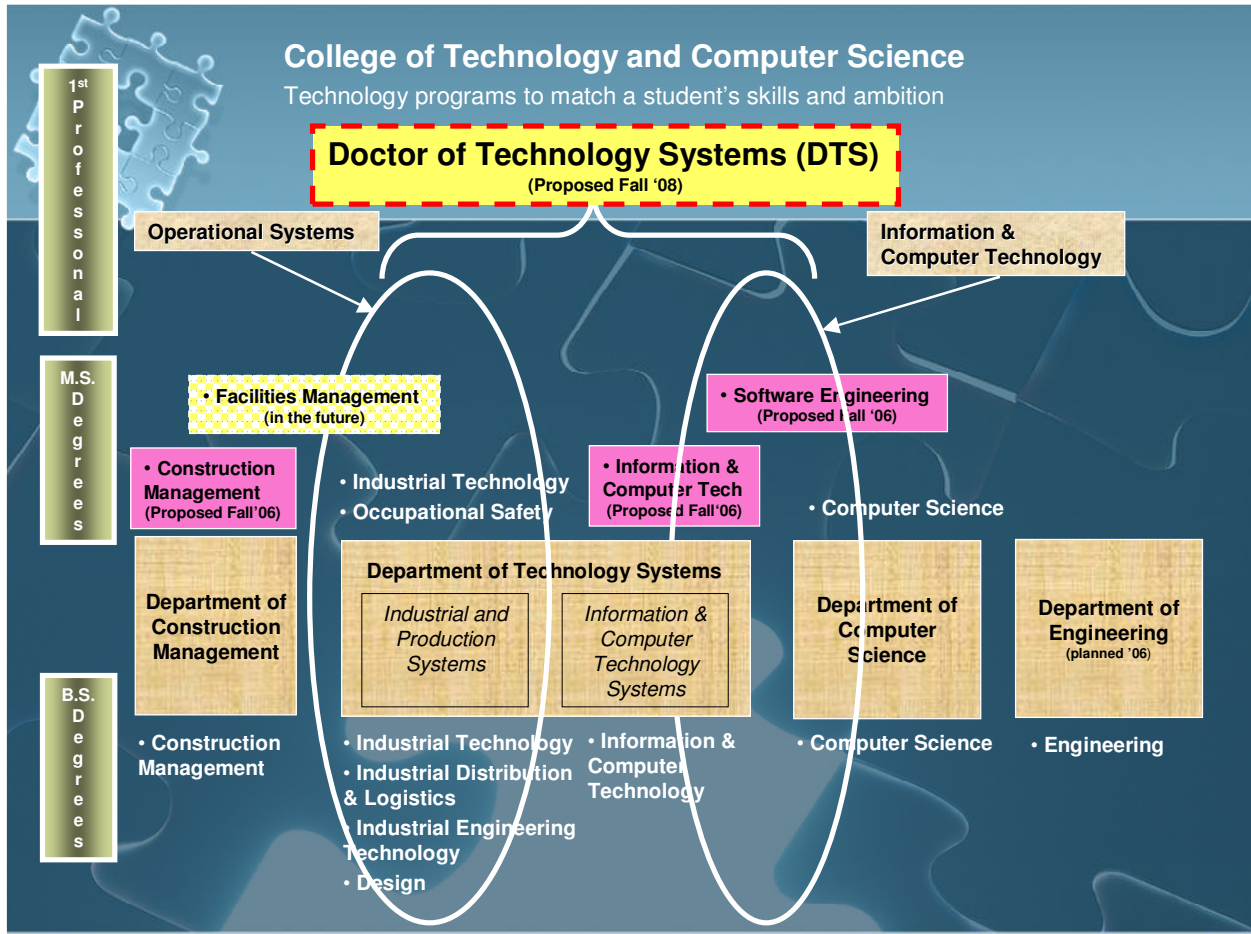 College of Technology and Computer Science
Technology programs to match a student's skills and ambition
1st
P
r
o
f
e
s
s
o
n
a
l
Doctor of Technology Systems (DTS)
(Proposed Fall '08)
Operational Systems
Information &
Computer Technology
M.S.
D
e
g
r
e
e
s
• Facilities Management
(in the future)
• Software Engineering
(Proposed Fall '06)
• Construction
Management
(Proposed Fall'06)
• Industrial Technology
• Occupational Safety
• Information &
Computer Tech
(Proposed Fall'06)
• Computer Science
Department of
Construction
Management
Department of Technology Systems
Industrial and
Production
Systems
Information &
Computer
Technology
Systems
Department of
Computer
Science
Department of
Engineering
(planned '06)
B.S.
D
e
g
r
e
e
s
• Construction
Management
• Industrial Technology
• Industrial Distribution
& Logistics
• Industrial Engineering
Technology
• Design
• Information &
Computer
Technology
• Computer Science
• Engineering